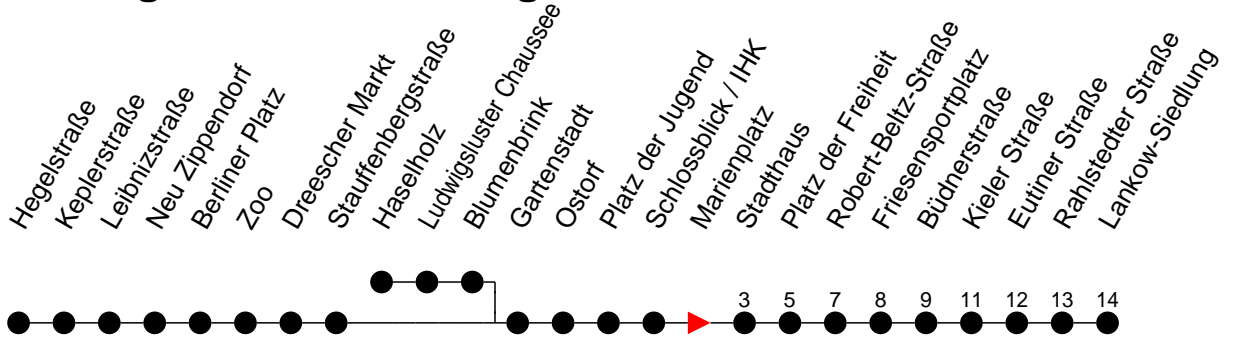 Hegelstraße
Keplerstraße
Leibnizstraße
Neu Zippendorf
Berliner Platz
Zoo
Dreescher Markt
Stauffenbergstraße
Haselholz
Ludwigsluster Chaussee
Blumenbrink
Gartenstadt
Ostorf
Platz der Jugend
Schlossblick / IHK
Marienplatz
Stadthaus
Platz der Freiheit
Robert-Beltz-Straße
Friesensportplatz
Büdnerstraße
Kieler Straße
Eutiner Straße
Rahlstedter Straße
Lankow-Siedlung
3 5 7 8 9 11 12 13 14